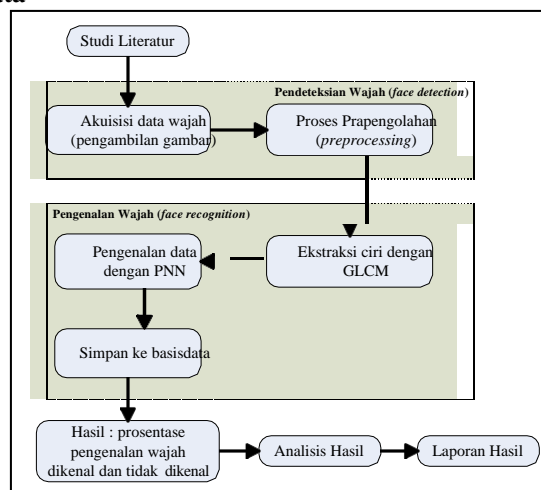 Studi Literatur
Pendeteksian Wajah (face detection)
Akuisisi data wajah
(pengambilan gambar)
Proses Prapengolahan
(preprocessing)
Pengenalan Wajah (face recognition)
Ekstraksi ciri dengan
GLCM
Pengenalan data
dengan PNN
Simpan ke basisdata
Hasil : prosentase
pengenalan wajah
dikenal dan tidak dikenal
Analisis Hasil
Laporan Hasil